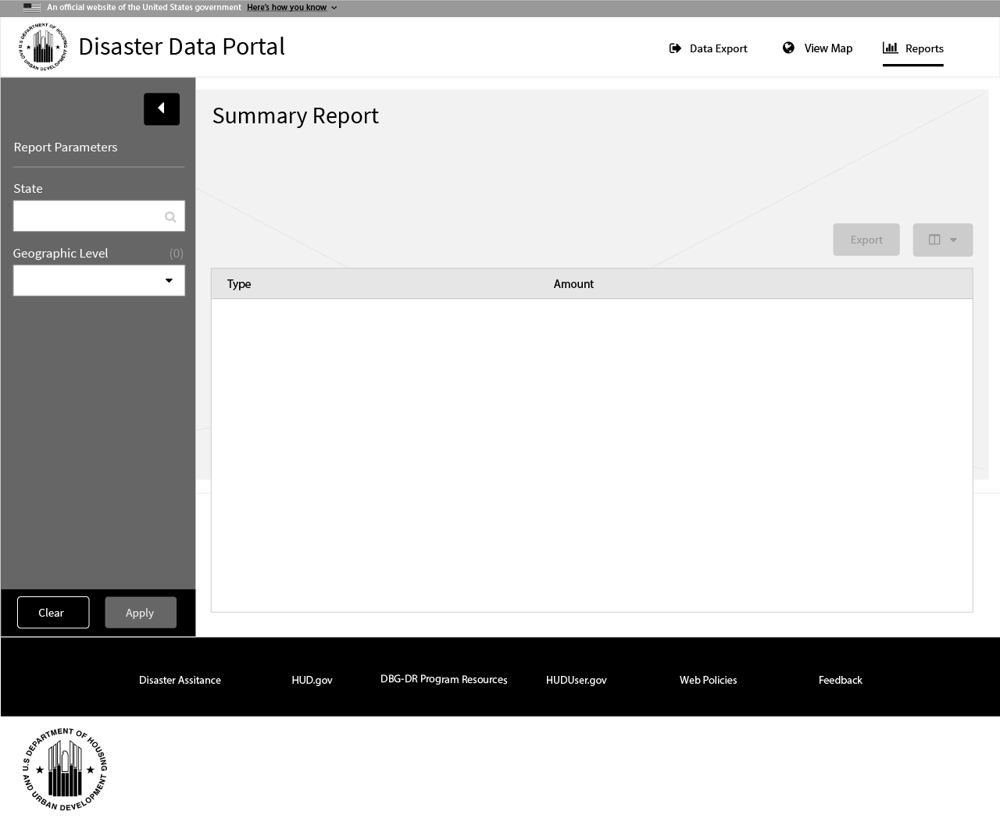 An official website of the United States government Here's how you know
U.S DEPARTMENT OF HOUSING
AND URBAN DEVELOPMENT
Disaster Data Portal
Data Export
View Map
Reports
Summary Report
Report Parameters
State
Geographic Level (0)
Export
Type Amount
Clear
Apply
Disaster Assitance
HUD.gov
DBG-DR Program Resources
HUDUser.gov
Web Policies
Feedback
U.S DEPARTMENT OF HOUSING
AND URBAN DEVELOPMENT